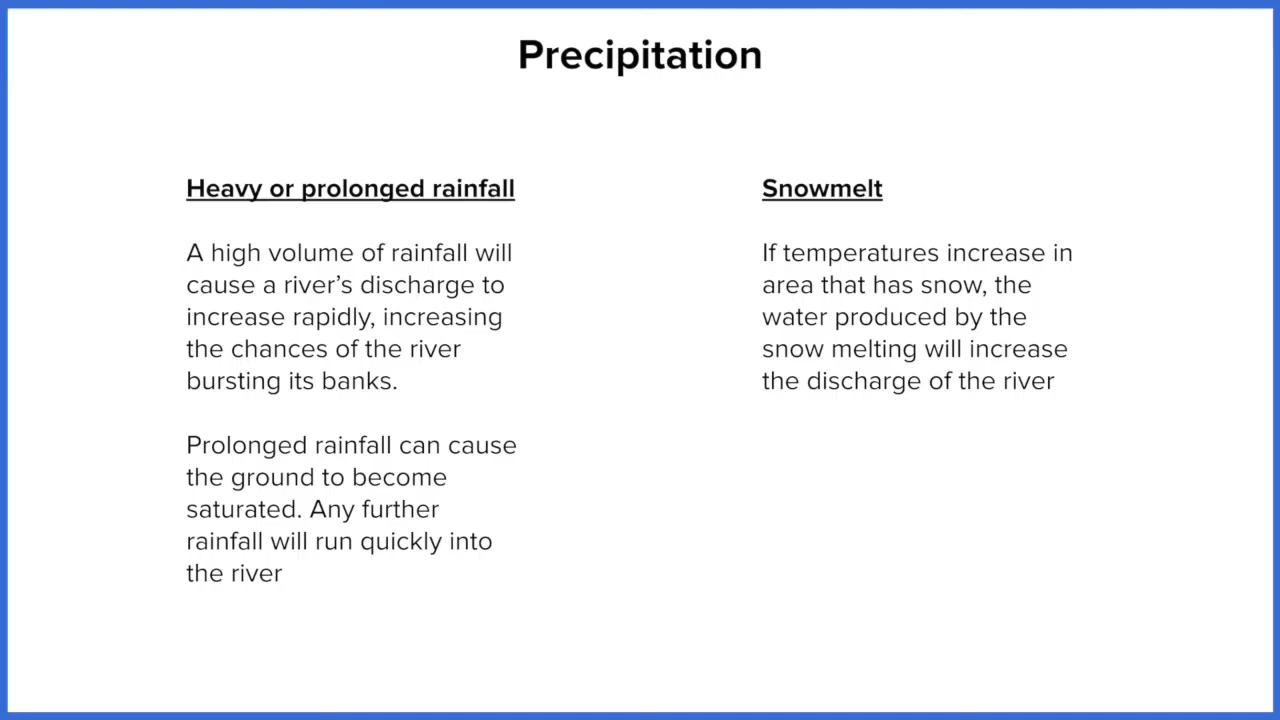 Precipitation
Heavy or prolonged rainfall
A high volume of rainfall will
cause a river’s discharge to
increase rapidly, increasing
the chances of the river
bursting its banks.
Prolonged rainfall can cause
the ground to become
saturated. Any further
rainfall will run quickly into
the river
Snowmelt
If temperatures increase in
area that has snow, the
water produced by the
snow melting will increase
the discharge of the river